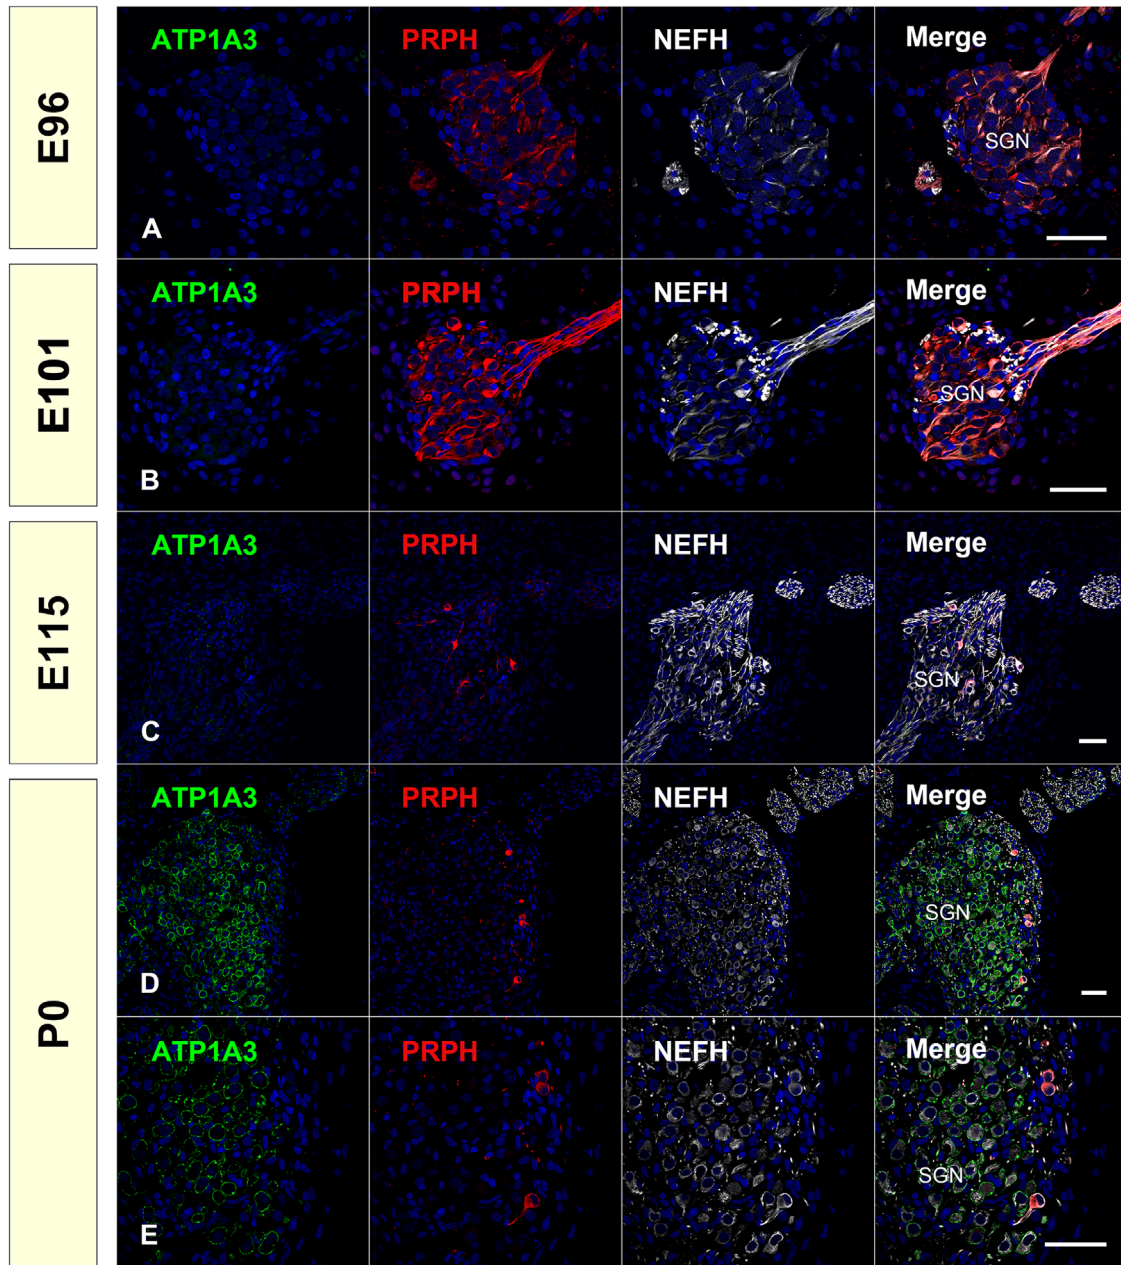 E96
ATP1A3 PRPH NEFH Merge
SGN
A
E101
ATP1A3 PRPH NEFH Merge
SGN
B
E115
ATP1A3 PRPH NEFH Merge
SGN
C
P0
ATP1A3 PRPH NEFH Merge
SGN
D
ATP1A3 PRPH NEFH Merge
SGN
E